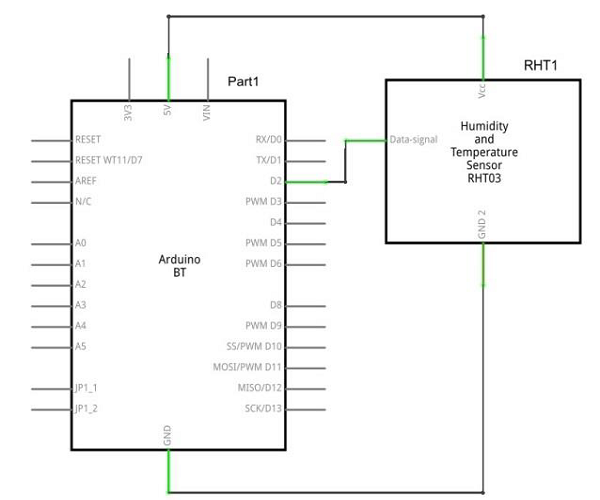 Part1
RHT1
3V3
5V
VIN
Vcc
RESET
RESET WT11/D7
AREF
N/C
A0
A1
A2
A3
A4
A5
JP1_1
JP1_2
Arduino
BT
RX/D0
TX/D1
D2
PWM D3
D4
PWM D5
PWM D6
D8
PWM D9
SS/PWM D10
MOSI/PWM D11
MISO/D12
SCK/D13
GND
Data-signal
Humidity
and
Temperature
Sensor
RHT03
GND 2